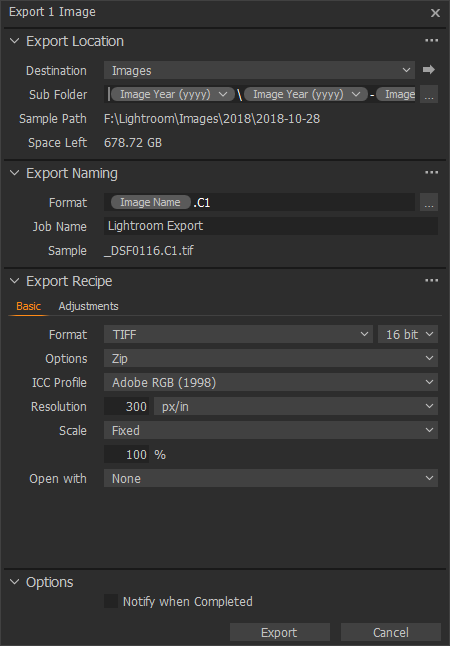 Export 1 Image
Export Location
Destination Images
Sub Folder Image Year (yyyy) \ Image Year (yyyy) - Image ...
Sample Path F:\Lightroom\Images\2018\2018-10-28
Space Left 678.72 GB
Export Naming
Format Image Name .C1 ...
Job Name Lightroom Export
Sample _DSF0116.C1.tif
Export Recipe
Basic Adjustments
Format TIFF 16 bit
Options Zip
ICC Profile Adobe RGB (1998)
Resolution 300 px/in
Scale Fixed
100 %
Open with None
Options
Notify when Completed
Export Cancel